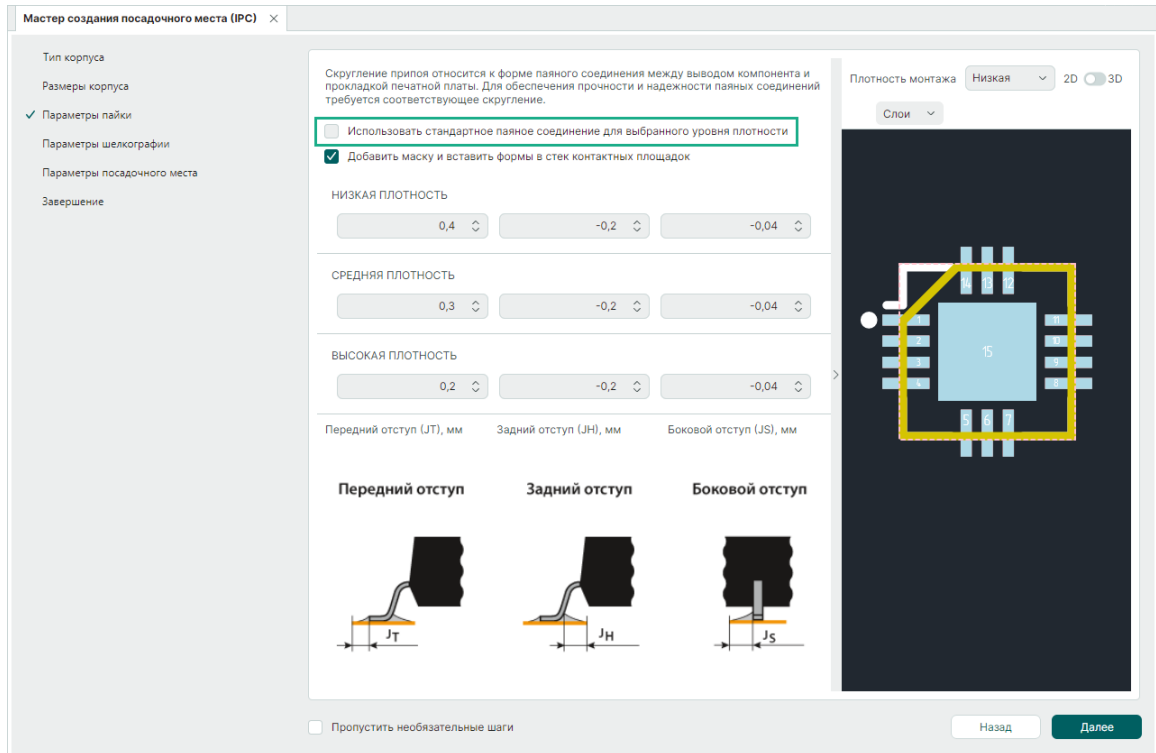 Мастер создания посадочного места (IPC)
Тип корпуса
Размеры корпуса
Параметры пайки
Параметры шелкографии
Параметры посадочного места
Завершение
Скругление припоя относится к форме паяного соединения между выводом компонента и
прокладкой печатной платы. Для обеспечения прочности и надежности паяных соединений
требуется соответствующее скругление.
Использовать стандартное паяное соединение для выбранного уровня плотности
Добавить маску и вставить формы в стек контактных площадок
НИЗКАЯ ПЛОТНОСТЬ
0,4 -0,2 -0,04
СРЕДНЯЯ ПЛОТНОСТЬ
0,3 -0,2 -0,04
ВЫСОКАЯ ПЛОТНОСТЬ
0,2 -0,2 -0,04
Передний отступ (JT), мм Задний отступ (JH), мм Боковой отступ (JS), мм
Передний отступ Задний отступ Боковой отступ
JT JH JS
Плотность монтажа Низкая 2D 3D
Слои
14 13 12
1 11
2 10
3 9
4 8
15
5 6 7
Пропустить необязательные шаги
Назад Далее